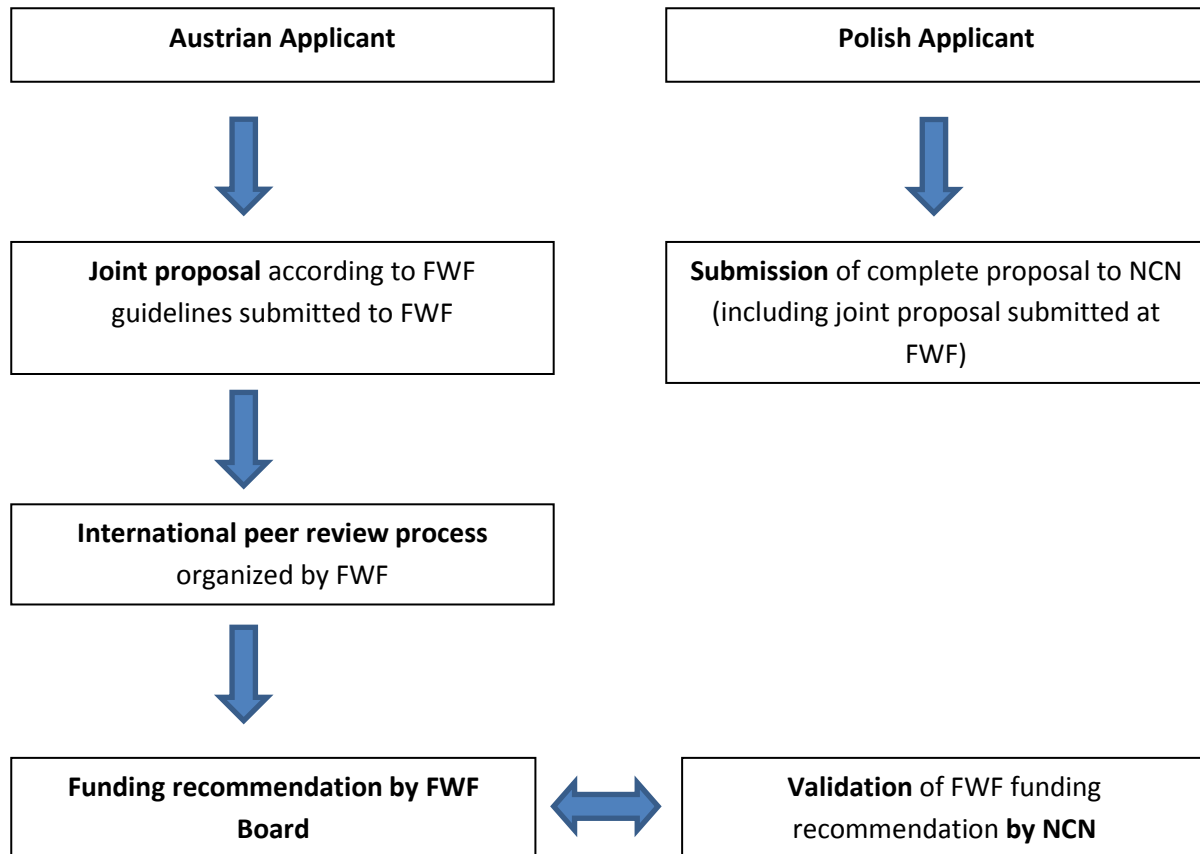 Austrian Applicant
Polish Applicant
Joint proposal according to FWF
guidelines submitted to FWF
Submission of complete proposal to NCN
(including joint proposal submitted at
FWF)
International peer review process
organized by FWF
Funding recommendation by FWF
Board
Validation of FWF funding
recommendation by NCN